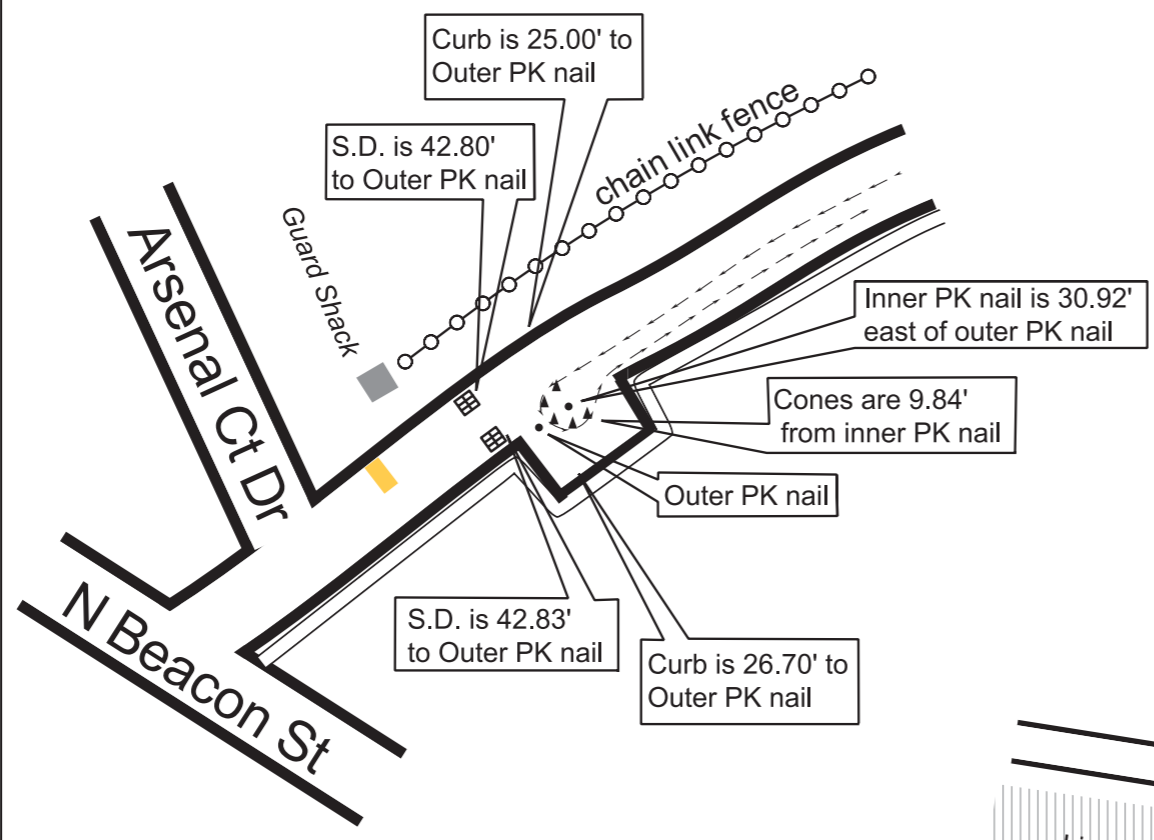 Curb is 25.00' to
Outer PK nail
S.D. is 42.80'
to Outer PK nail
chain link fence
Guard Shack
Arsenal Ct Dr
Inner PK nail is 30.92'
east of outer PK nail
Cones are 9.84'
from inner PK nail
Outer PK nail
N Beacon St
S.D. is 42.83'
to Outer PK nail
Curb is 26.70' to
Outer PK nail